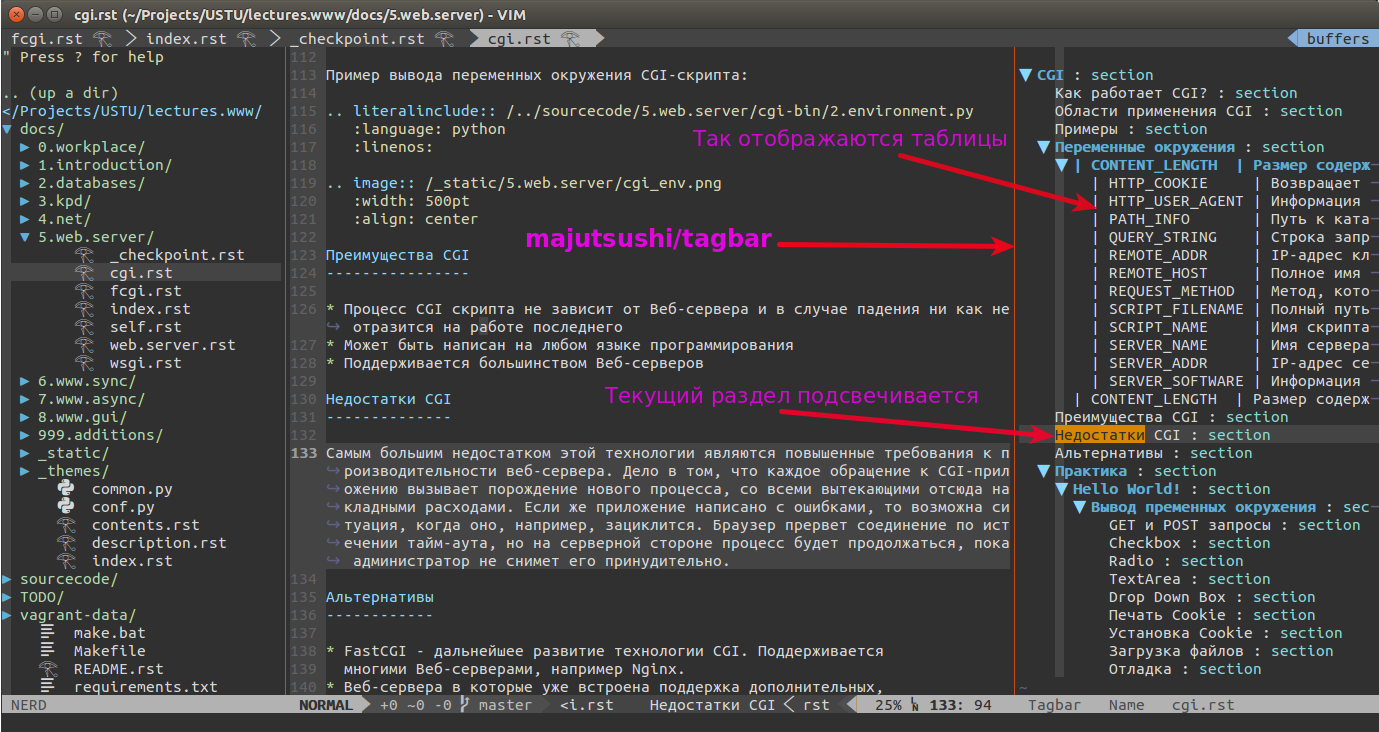 cgi.rst (~/Projects/USTU/lectures.www/docs/5.web.server) - VIM
fcgi.rst
index.rst
_checkpoint.rst
cgi.rst
buffers
" Press ? for help
.. (up a dir)
</Projects/USTU/lectures.www/
▼ docs/
▶ 0.workplace/
▶ 1.introduction/
▶ 2.databases/
▶ 3.kpd/
▶ 4.net/
▼ 5.web.server/
_checkpoint.rst
cgi.rst
fcgi.rst
index.rst
self.rst
web.server.rst
wsgi.rst
▶ 6.www.sync/
▶ 7.www.async/
▶ 8.www.gui/
▶ 999.additions/
▶ _static/
▶ _themes/
common.py
conf.py
contents.rst
description.rst
index.rst
▶ sourcecode/
▶ TODO/
▶ vagrant-data/
make.bat
Makefile
README.rst
requirements.txt
112
113 Пример вывода переменных окружения CGI-скрипта:
114
115 .. literalinclude:: /../sourcecode/5.web.server/cgi-bin/2.environment.py
116 :language: python
117 :linenos:
118
119 .. image:: /_static/5.web.server/cgi_env.png
120 :width: 500pt
121 :align: center
122
123 Преимущества CGI
124 ----------------
125
126 * Процесс CGI скрипта не зависит от Веб-сервера и в случае падения ни как не
↪ отразится на работе последнего
127 * Может быть написан на любом языке программирования
128 * Поддерживается большинством Веб-серверов
129
130 Недостатки CGI
131 --------------
132
133 Самым большим недостатком этой технологии являются повышенные требования к п
↪ роизводительности веб-сервера. Дело в том, что каждое обращение к CGI-прил
↪ ожению вызывает порождение нового процесса, со всеми вытекающими отсюда на
↪ кладными расходами. Если же приложение написано с ошибками, то возможна си
↪ туация, когда оно, например, зациклится. Браузер прервет соединение по ист
↪ ечении тайм-аута, но на серверной стороне процесс будет продолжаться, пока
↪ администратор не снимет его принудительно.
134
135 Альтернативы
136 ------------
137
138 * FastCGI - дальнейшее развитие технологии CGI. Поддерживается
139 многими Веб-серверами, например Nginx.
140 * Веб-сервера в которые уже встроена поддержка дополнительных,
Так отображаются таблицы
majutsushi/tagbar
Текущий раздел подсвечивается
▼ CGI : section
Как работает CGI? : section
Области применения CGI : section
Примеры : section
▼ Переменные окружения : section
▼ | CONTENT_LENGTH | Размер содерж
| HTTP_COOKIE | Возвращает
| HTTP_USER_AGENT | Информация
| PATH_INFO | Путь к ката
| QUERY_STRING | Строка запр
| REMOTE_ADDR | IP-адрес кл
| REMOTE_HOST | Полное имя
| REQUEST_METHOD | Метод, кото
| SCRIPT_FILENAME | Полный путь
| SCRIPT_NAME | Имя скрипта
| SERVER_NAME | Имя сервера
| SERVER_ADDR | IP-адрес се
| SERVER_SOFTWARE | Информация
| CONTENT_LENGTH | Размер содерж
Преимущества CGI : section
Недостатки CGI : section
Альтернативы : section
▼ Практика : section
▼ Hello World! : section
▼ Вывод пременных окружения : sec
GET и POST запросы : section
Checkbox : section
Radio : section
TextArea : section
Drop Down Box : section
Печать Cookie : section
Установка Cookie : section
Загрузка файлов : section
Отладка : section
~
NERD
NORMAL +0 ~0 -0 master <i.rst Недостатки CGI < rst 25% 133: 94
Tagbar Name cgi.rst